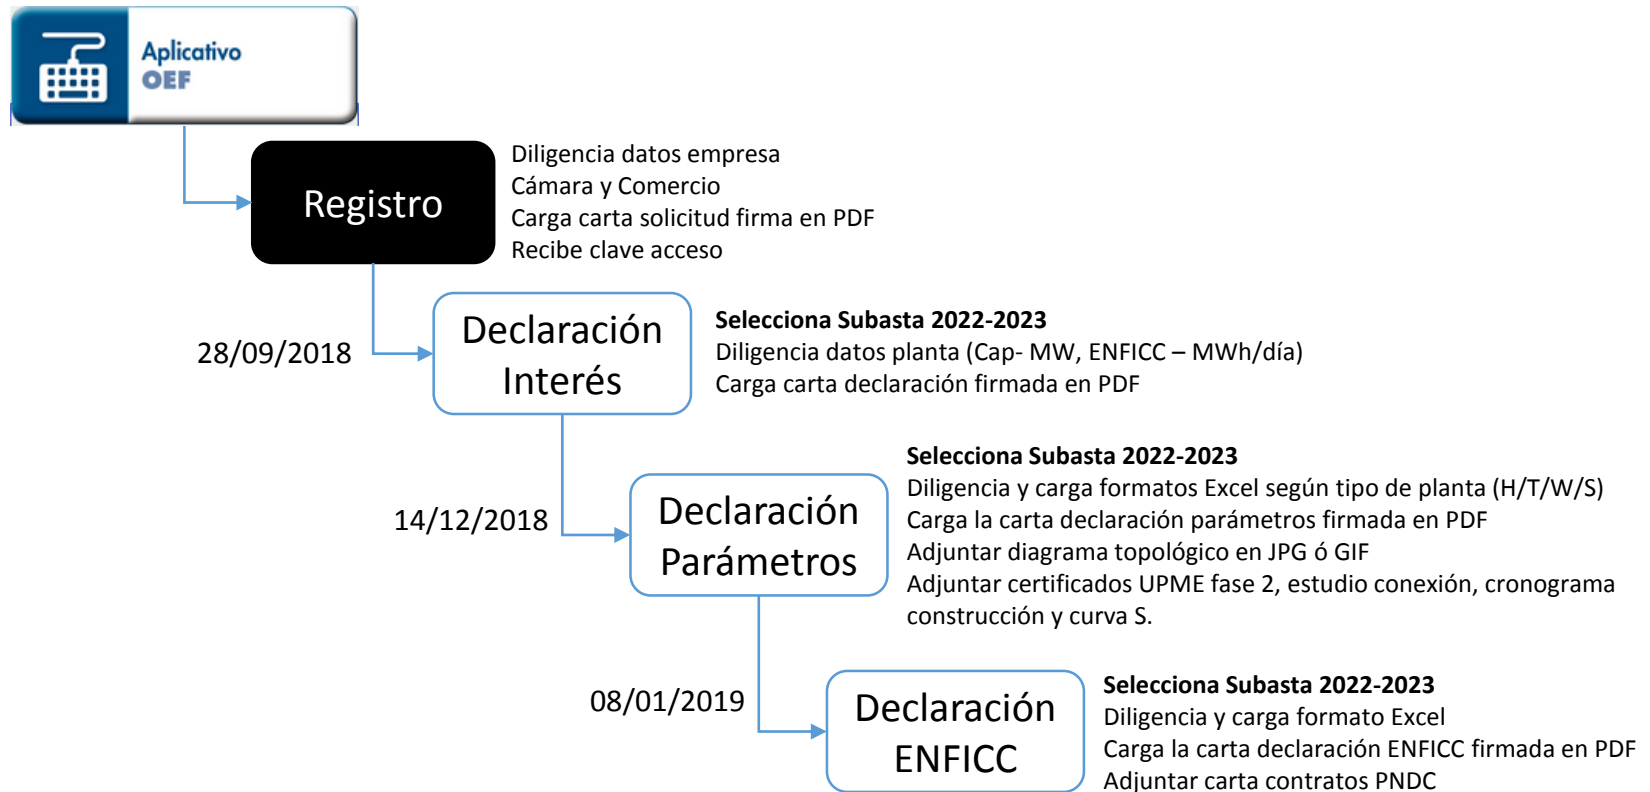 Aplicativo
OEF
Registro
Diligencia datos empresa
Cámara y Comercio
Carga carta solicitud firma en PDF
Recibe clave acceso
28/09/2018
Declaración
Interés
Selecciona Subasta 2022-2023
Diligencia datos planta (Cap- MW, ENFICC – MWh/día)
Carga carta declaración firmada en PDF
14/12/2018
Declaración
Parámetros
Selecciona Subasta 2022-2023
Diligencia y carga formatos Excel según tipo de planta (H/T/W/S)
Carga la carta declaración parámetros firmada en PDF
Adjuntar diagrama topológico en JPG ó GIF
Adjuntar certificados UPME fase 2, estudio conexión, cronograma
construcción y curva S.
08/01/2019
Declaración
ENFICC
Selecciona Subasta 2022-2023
Diligencia y carga formato Excel
Carga la carta declaración ENFICC firmada en PDF
Adjuntar carta contratos PNDC